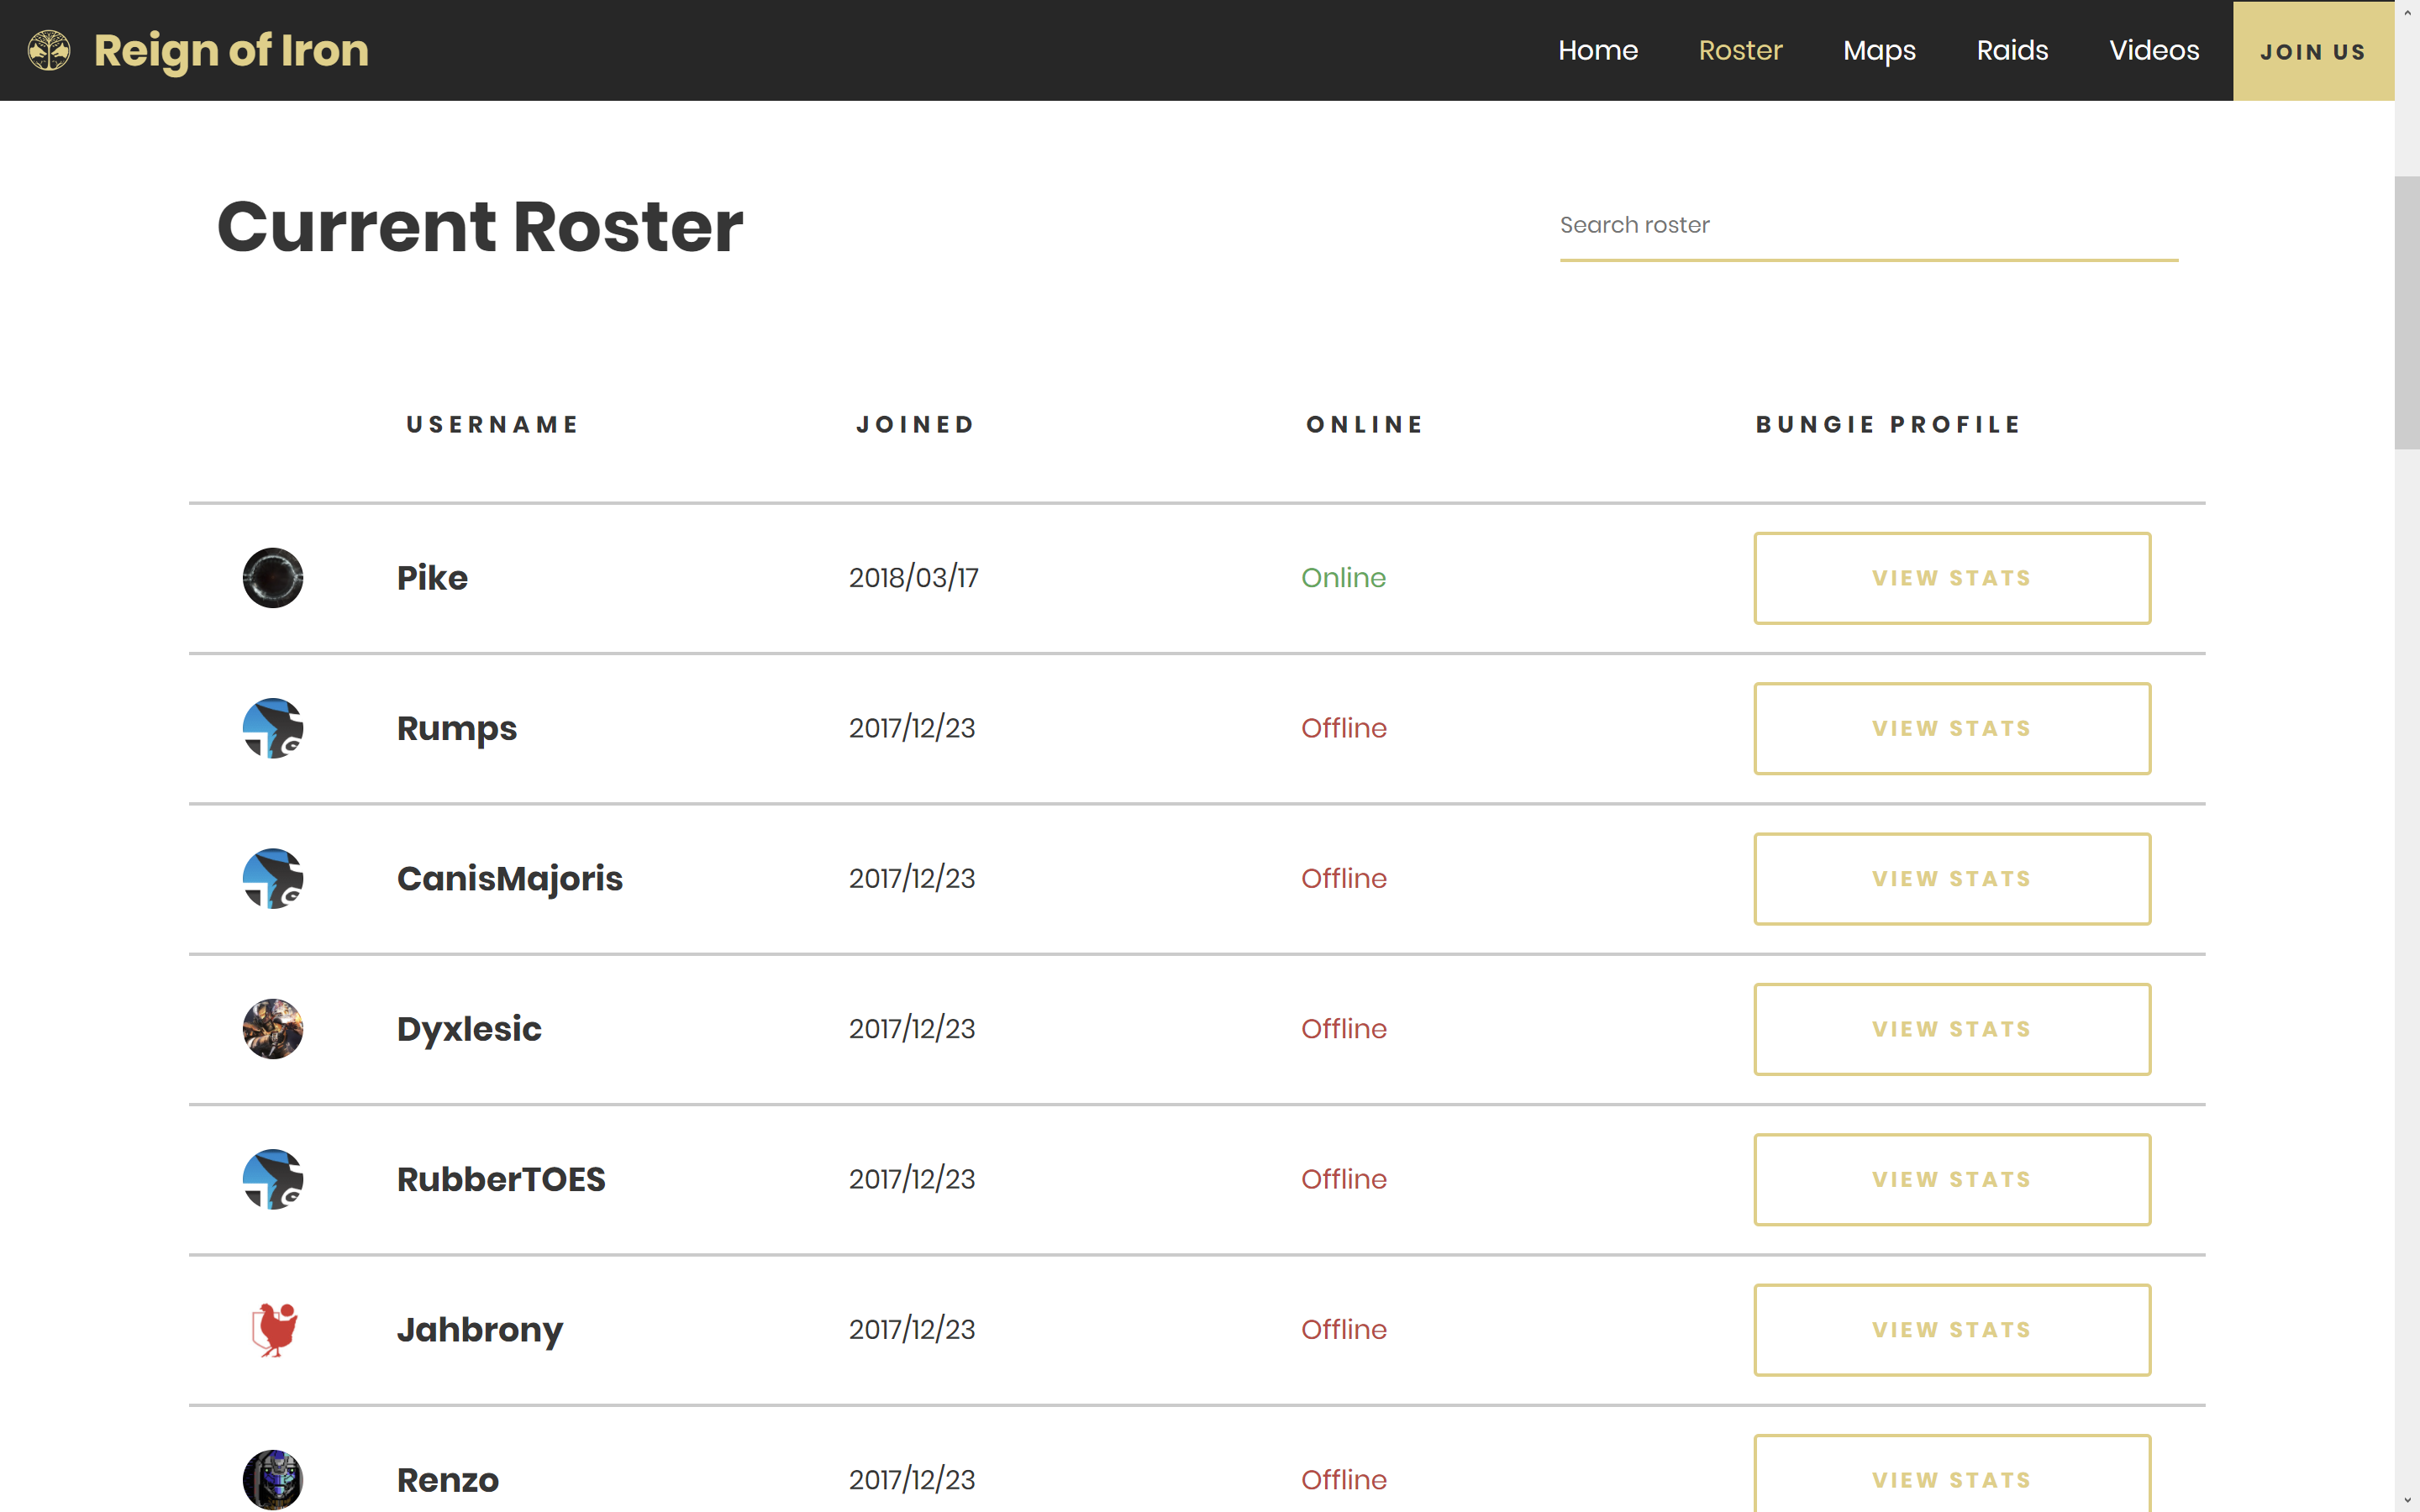 Reign of Iron
Home Roster Maps Raids Videos JOIN US
Current Roster
Search roster
USERNAME JOINED ONLINE BUNGIE PROFILE
Pike 2018/03/17 Online VIEW STATS
Rumps 2017/12/23 Offline VIEW STATS
CanisMajoris 2017/12/23 Offline VIEW STATS
Dyxlesic 2017/12/23 Offline VIEW STATS
RubberTOES 2017/12/23 Offline VIEW STATS
Jahbrony 2017/12/23 Offline VIEW STATS
Renzo 2017/12/23 Offline VIEW STATS